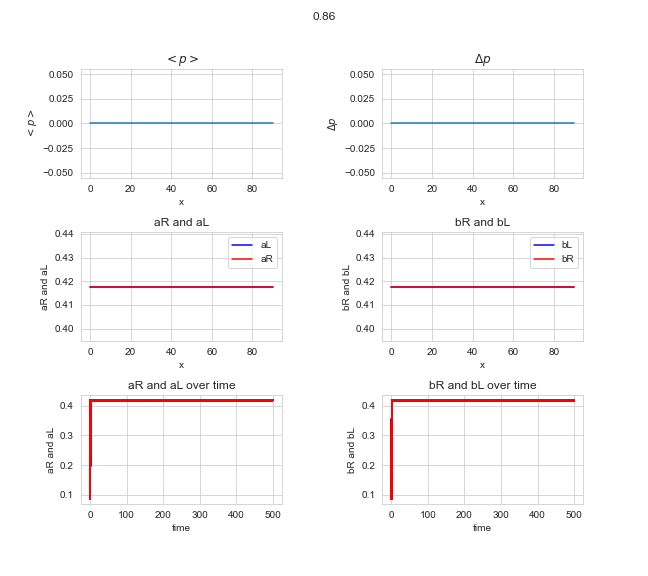 0.86
< p >
Δp
0.050
0.025
0.000
−0.025
−0.050
< p >
0 20 40 60 80
x
0.050
0.025
0.000
−0.025
−0.050
Δp
0 20 40 60 80
x
aR and aL
bR and bL
0.44
0.43
0.42
0.41
0.40
aR and aL
aL
aR
0 20 40 60 80
x
0.44
0.43
0.42
0.41
0.40
bR and bL
bL
bR
0 20 40 60 80
x
aR and aL over time
bR and bL over time
0.4
0.3
0.2
0.1
aR and aL
0 100 200 300 400 500
time
0.4
0.3
0.2
0.1
bR and bL
0 100 200 300 400 500
time